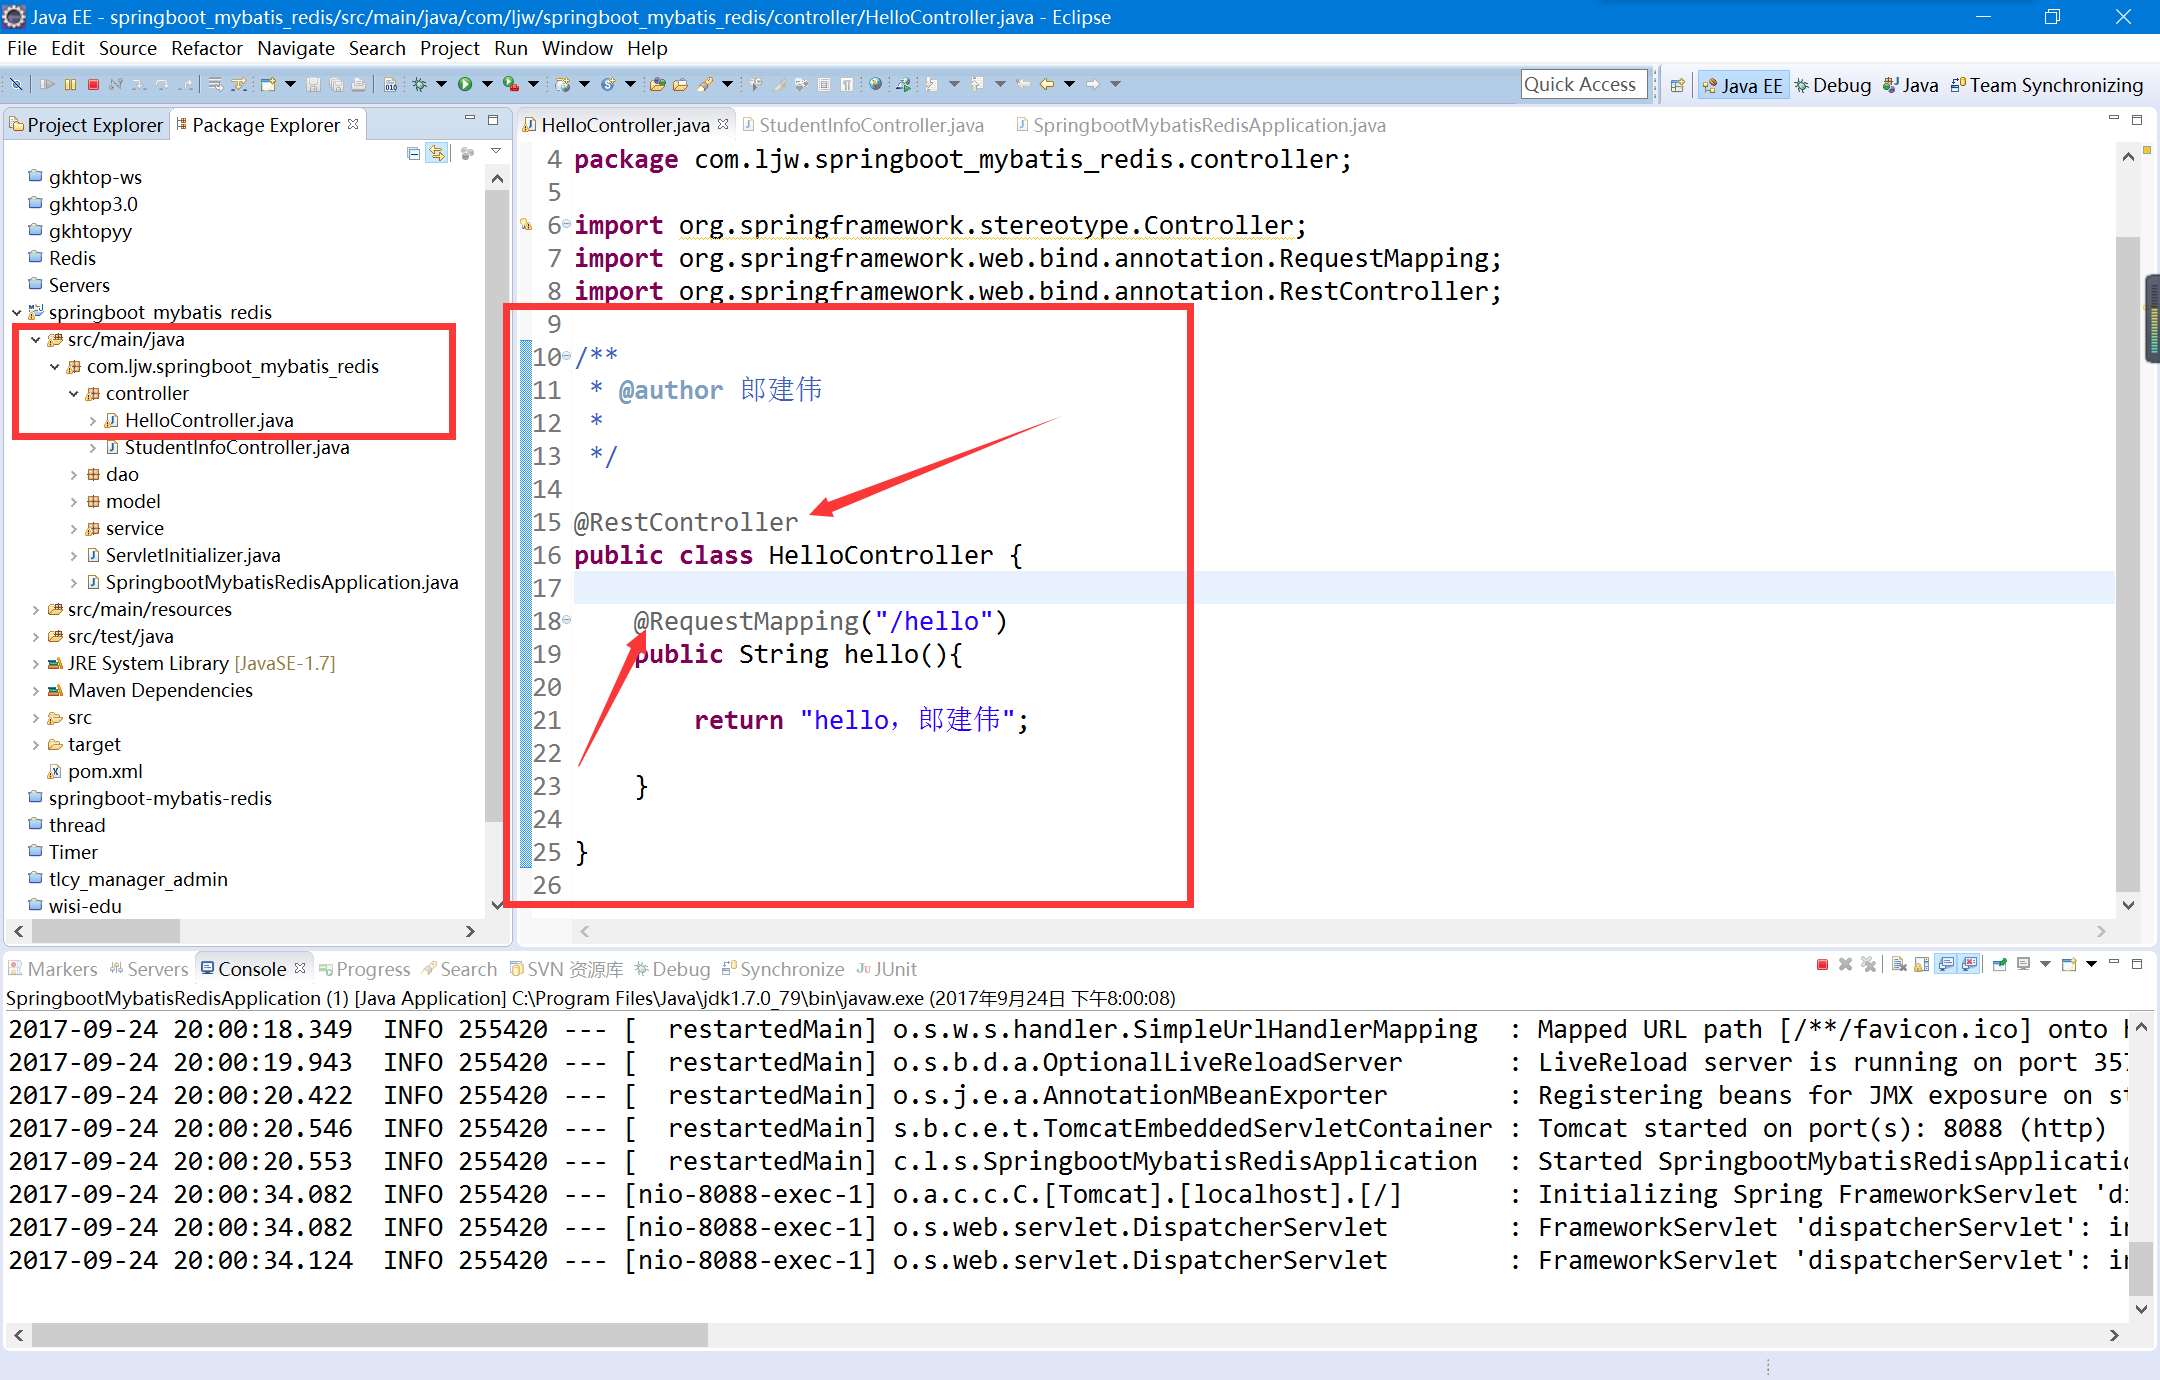 Java EE - springboot_mybatis_redis/src/main/java/com/ljw/springboot_mybatis_redis/controller/HelloController.java - Eclipse
File Edit Source Refactor Navigate Search Project Run Window Help
Quick Access Java EE Debug Java Team Synchronizing
Project Explorer Package Explorer
gkhtop-ws
gkhtop3.0
gkhtopyy
Redis
Servers
springboot_mybatis_redis
src/main/java
com.ljw.springboot_mybatis_redis
controller
HelloController.java
StudentInfoController.java
dao
model
service
ServletInitializer.java
SpringbootMybatisRedisApplication.java
src/main/resources
src/test/java
JRE System Library [JavaSE-1.7]
Maven Dependencies
src
target
pom.xml
springboot-mybatis-redis
thread
Timer
tlcy_manager_admin
wisi-edu
HelloController.java StudentInfoController.java SpringbootMybatisRedisApplication.java
4 package com.ljw.springboot_mybatis_redis.controller;
5
6 import org.springframework.stereotype.Controller;
7 import org.springframework.web.bind.annotation.RequestMapping;
8 import org.springframework.web.bind.annotation.RestController;
9
10 /**
11 * @author 郎建伟
12 *
13 */
14
15 @RestController
16 public class HelloController {
17
18 @RequestMapping("/hello")
19 public String hello(){
20
21 return "hello，郎建伟";
22
23 }
24
25 }
26
Markers Servers Console Progress Search SVN 资源库 Debug Synchronize JUnit
SpringbootMybatisRedisApplication (1) [Java Application] C:\Program Files\Java\jdk1.7.0_79\bin\javaw.exe (2017年9月24日 下午8:00:08)
2017-09-24 20:00:18.349 INFO 255420 --- [ restartedMain] o.s.w.s.handler.SimpleUrlHandlerMapping : Mapped URL path [/**/favicon.ico] onto
2017-09-24 20:00:19.943 INFO 255420 --- [ restartedMain] o.s.b.d.a.OptionalLiveReloadServer : LiveReload server is running on port
2017-09-24 20:00:20.422 INFO 255420 --- [ restartedMain] o.s.j.e.a.AnnotationMBeanExporter : Registering beans for JMX exposure on
2017-09-24 20:00:20.546 INFO 255420 --- [ restartedMain] s.b.c.e.t.TomcatEmbeddedServletContainer : Tomcat started on port(s): 8088 (http)
2017-09-24 20:00:20.553 INFO 255420 --- [ restartedMain] c.l.s.SpringbootMybatisRedisApplication : Started
2017-09-24 20:00:34.082 INFO 255420 --- [nio-8088-exec-1] o.a.c.c.C.[Tomcat].[localhost].[/] : Initializing Spring FrameworkServlet
2017-09-24 20:00:34.082 INFO 255420 --- [nio-8088-exec-1] o.s.web.servlet.DispatcherServlet : FrameworkServlet 'dispatcherServlet':
2017-09-24 20:00:34.124 INFO 255420 --- [nio-8088-exec-1] o.s.web.servlet.DispatcherServlet : FrameworkServlet 'dispatcherServlet':